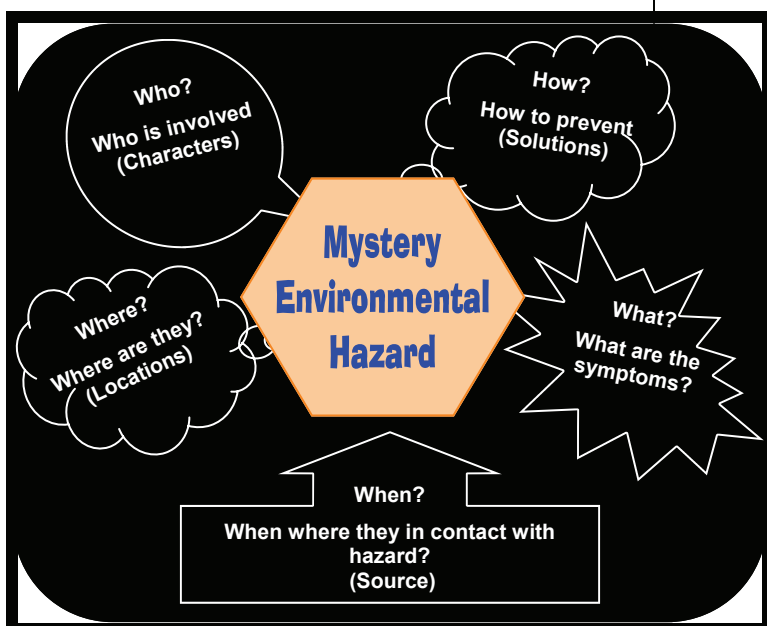 Who?
Who is involved
(Characters)
How?
How to prevent
(Solutions)
Mystery
Environmental
Hazard
Where?
Where are they?
(Locations)
What?
What are the
symptoms?
When?
When where they in contact with
hazard?
(Source)